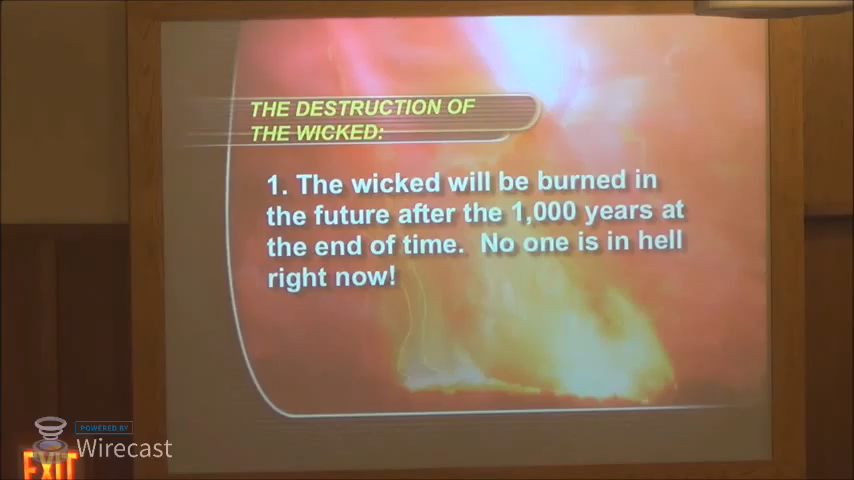 THE DESTRUCTION OF
THE WICKED:
1. The wicked will be burned in
the future after the 1,000 years at
the end of time. No one is in hell
right now!
POWERED BY
Wirecast
EXIT